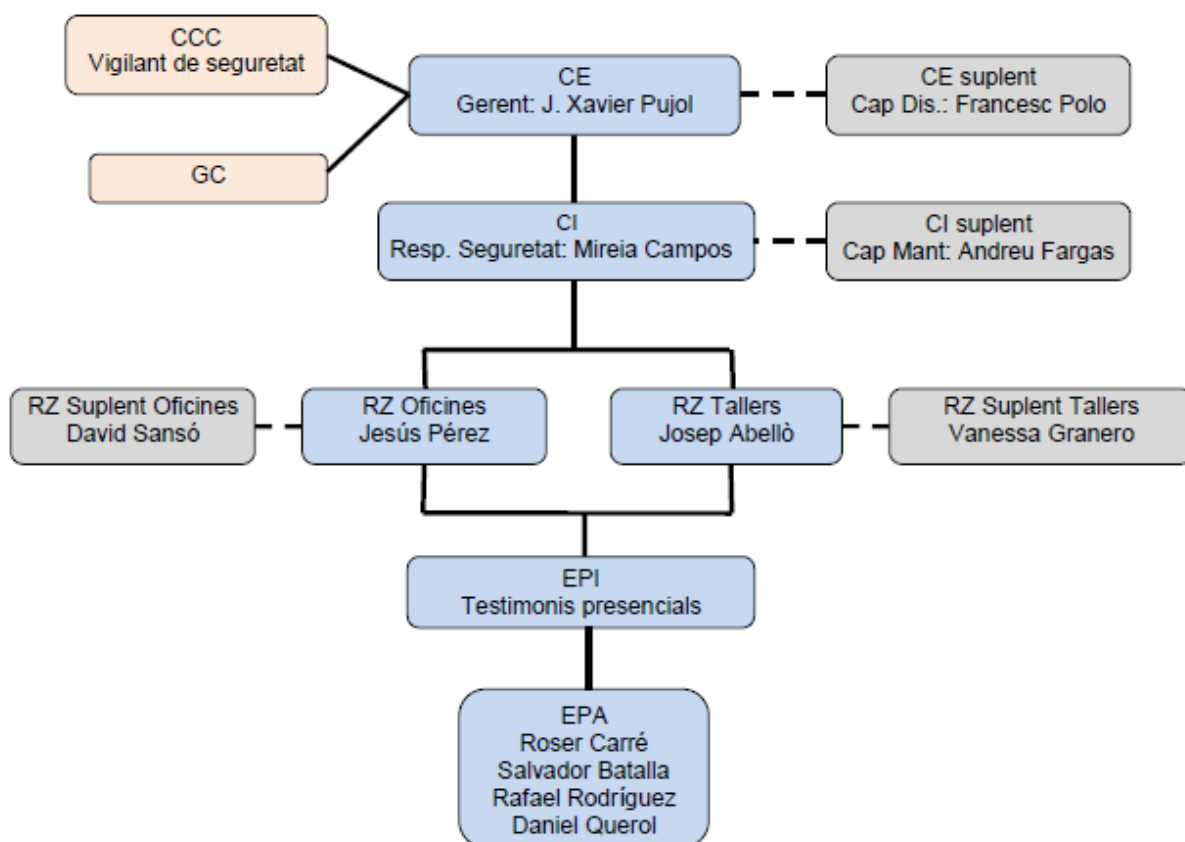 CCC
Vigilant de seguretat
CE
Gerent: J. Xavier Pujol
CE suplent
Cap Dis.: Francesc Polo
GC
CI
Resp. Seguretat: Mireia Campos
CI suplent
Cap Mant: Andreu Fargas
RZ Suplent Oficines
David Sansó
RZ Oficines
Jesús Pérez
RZ Tallers
Josep Abellò
RZ Suplent Tallers
Vanessa Granero
EPI
Testimonis presencials
EPA
Roser Carré
Salvador Batalla
Rafael Rodríguez
Daniel Querol